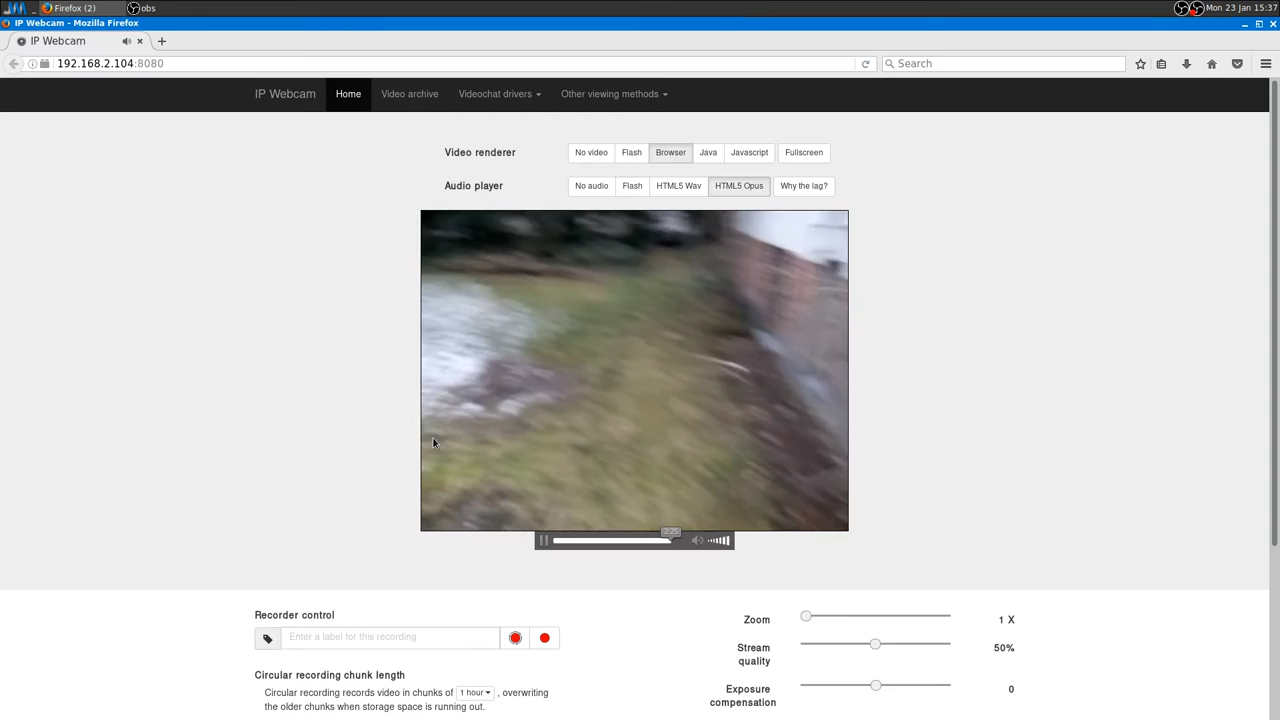 Firefox (2)
obs
Mon 23 Jan 15:37
IP Webcam - Mozilla Firefox
IP Webcam
192.168.2.104:8080
Search
IP Webcam
Home
Video archive
Videochat drivers
Other viewing methods
Video renderer
No video
Flash
Browser
Java
Javascript
Fullscreen
Audio player
No audio
Flash
HTML5 Wav
HTML5 Opus
Why the lag?
2:25
Recorder control
Enter a label for this recording
Circular recording chunk length
Circular recording records video in chunks of 1 hour , overwriting
the older chunks when storage space is running out.
Zoom
1 X
Stream
quality
50%
Exposure
compensation
0